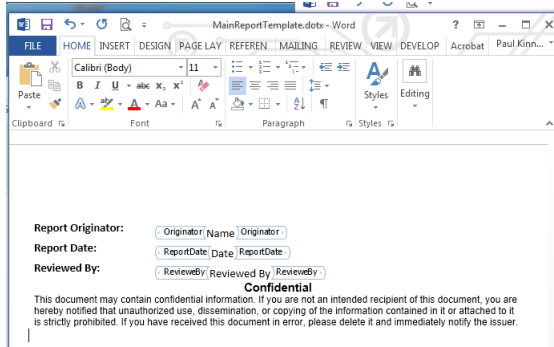 MainReportTemplate.dotx - Word
FILE HOME INSERT DESIGN PAGE LAY REFEREN MAILING REVIEW VIEW DEVELOP Acrobat Paul Kinn...
Paste
Calibri (Body) 11
B I U abc x₂ x²
A aby A Aa A A
Styles Editing
Clipboard Font Paragraph Styles
Report Originator: Originator Name Originator
Report Date: ReportDate Date ReportDate
Reviewed By: RevieweBy Reviewed By RevieweBy
Confidential
This document may contain confidential information. If you are not an intended recipient of this document, you are
hereby notified that unauthorized use, dissemination, or copying of the information contained in it or attached to it
is strictly prohibited. If you have received this document in error, please delete it and immediately notify the issuer.